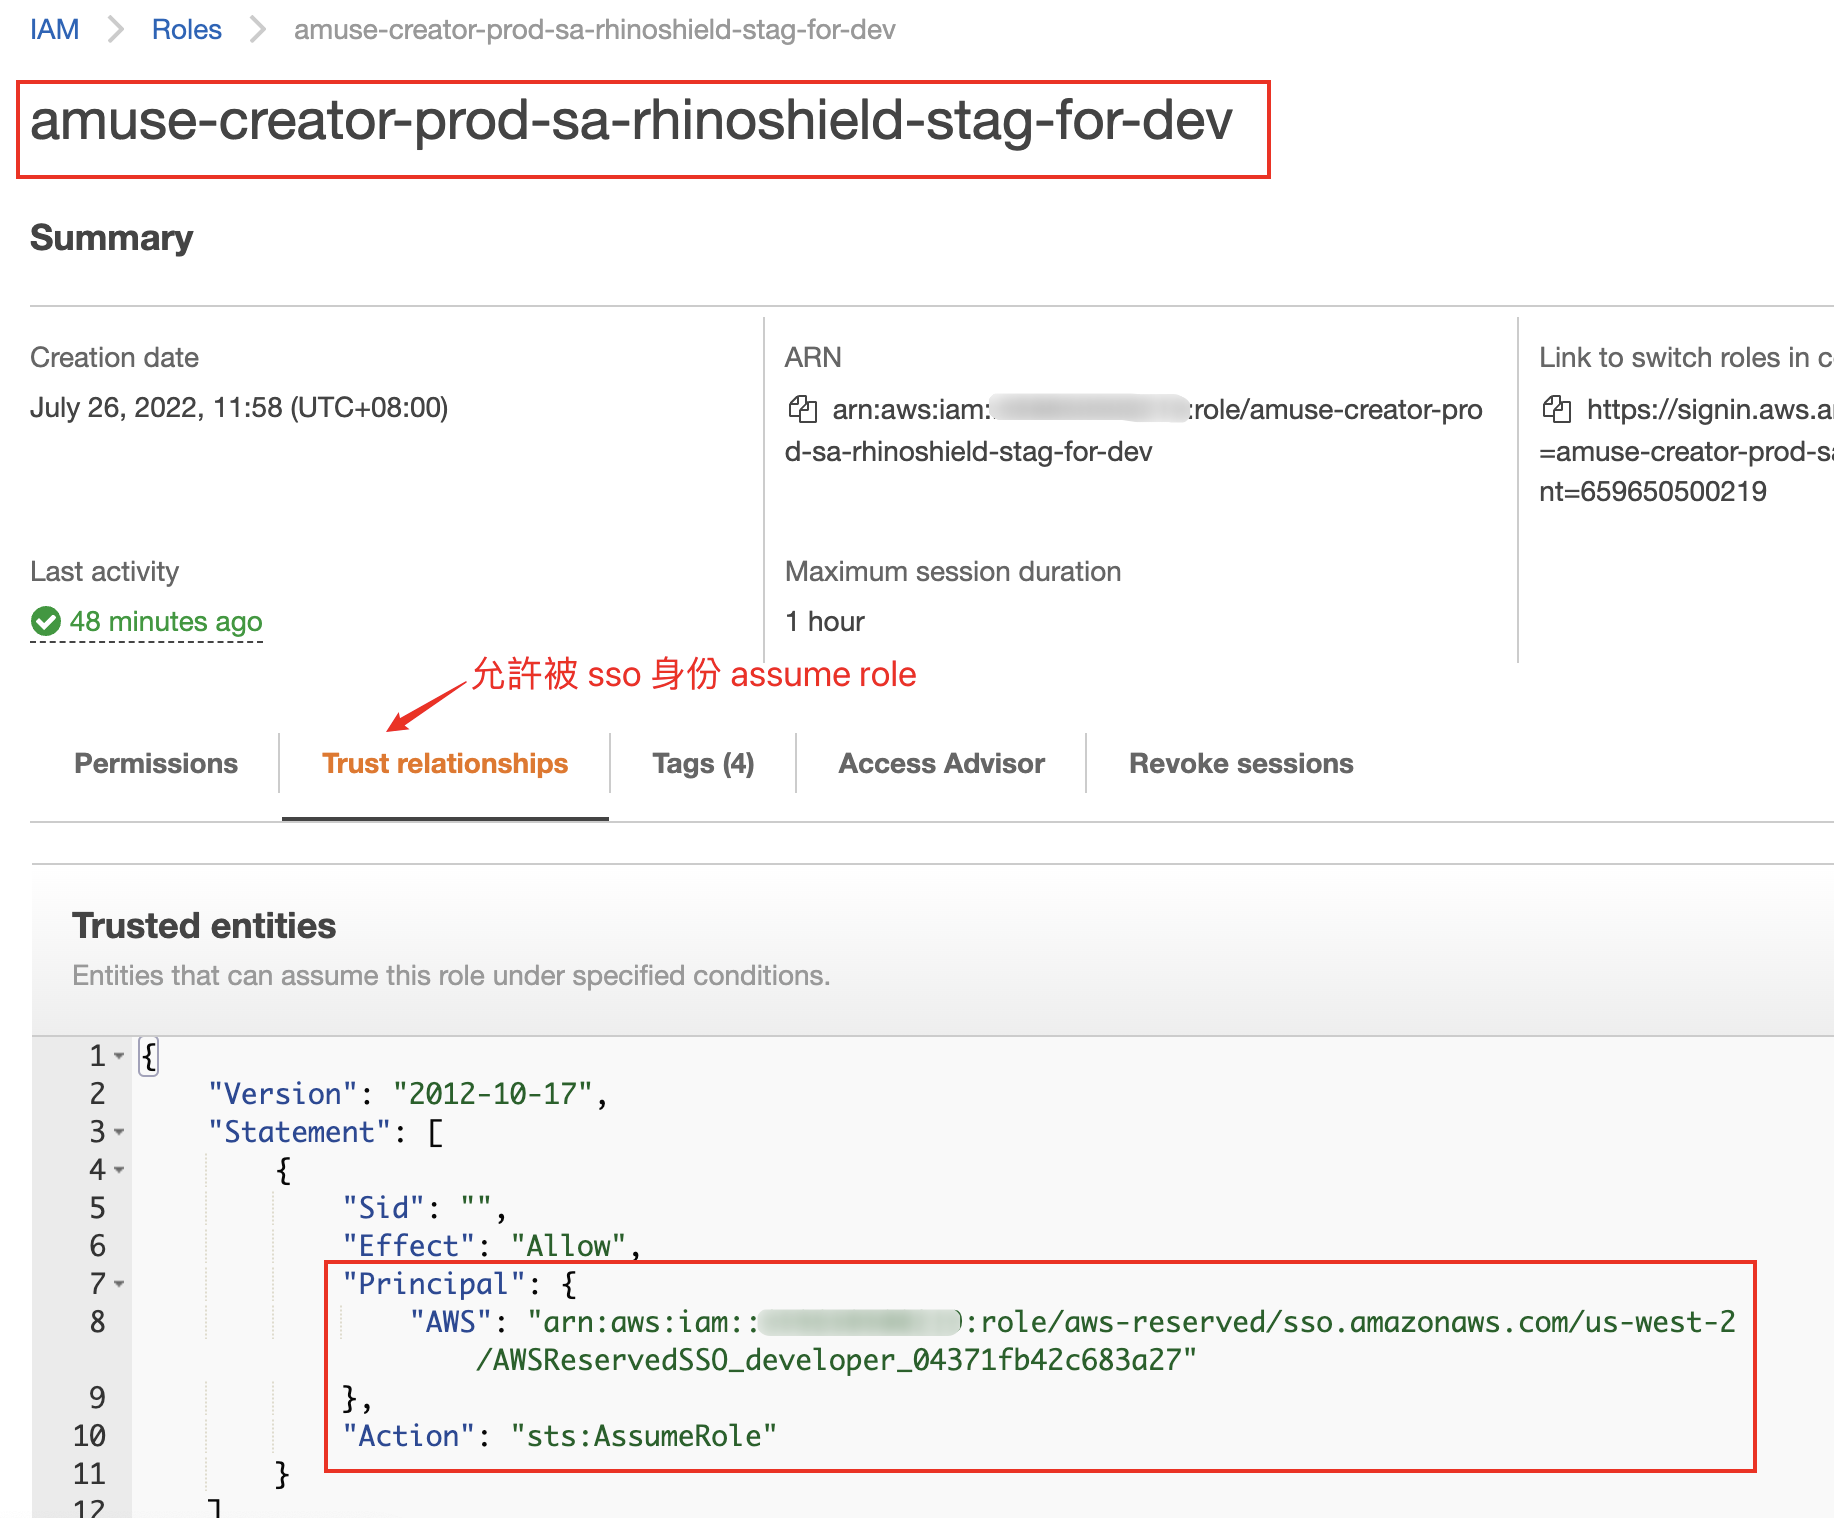 IAM > Roles > amuse-creator-prod-sa-rhinoshield-stag-for-dev
amuse-creator-prod-sa-rhinoshield-stag-for-dev
Summary
Creation date
July 26, 2022, 11:58 (UTC+08:00)
ARN
arn:aws:iam: :role/amuse-creator-pro
d-sa-rhinoshield-stag-for-dev
Link to switch roles in c
https://signin.aws.a
=amuse-creator-prod-sa
nt=659650500219
Last activity
48 minutes ago
Maximum session duration
1 hour
允許被 sso 身份 assume role
Permissions Trust relationships Tags (4) Access Advisor Revoke sessions
Trusted entities
Entities that can assume this role under specified conditions.
1 {
2 "Version": "2012-10-17",
3 "Statement": [
4 {
5 "Sid": "",
6 "Effect": "Allow",
7 "Principal": {
8 "AWS": "arn:aws:iam:: :role/aws-reserved/sso.amazonaws.com/us-west-2
/AWSReservedSSO_developer_04371fb42c683a27"
9 },
10 "Action": "sts:AssumeRole"
11 }
12 ]